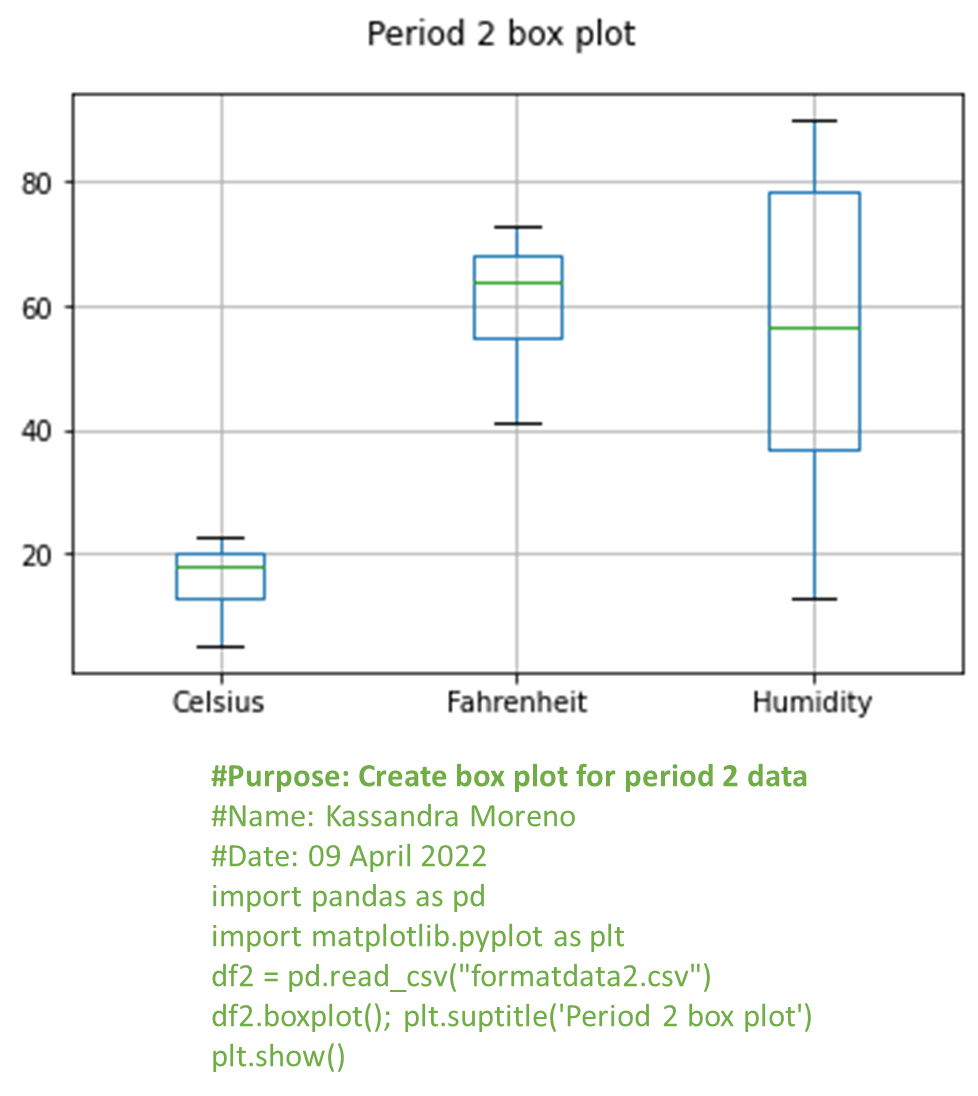 Period 2 box plot
80
60
40
20
Celsius Fahrenheit Humidity
#Purpose: Create box plot for period 2 data
#Name: Kassandra Moreno
#Date: 09 April 2022
import pandas as pd
import matplotlib.pyplot as plt
df2 = pd.read_csv("formatdata2.csv")
df2.boxplot(); plt.suptitle('Period 2 box plot')
plt.show()